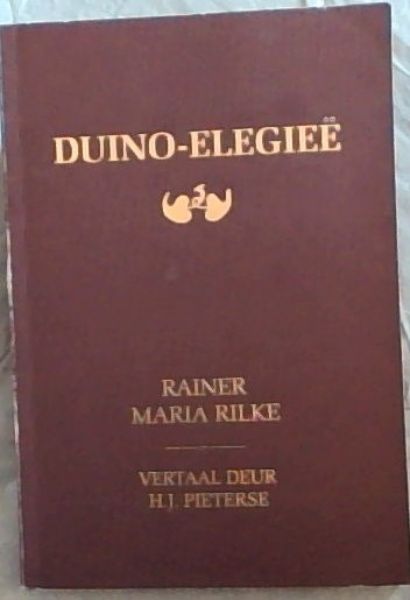 DUINO-ELEGIEË
RAINER
MARIA RILKE
VERTAAL DEUR
H.J. PIETERSE